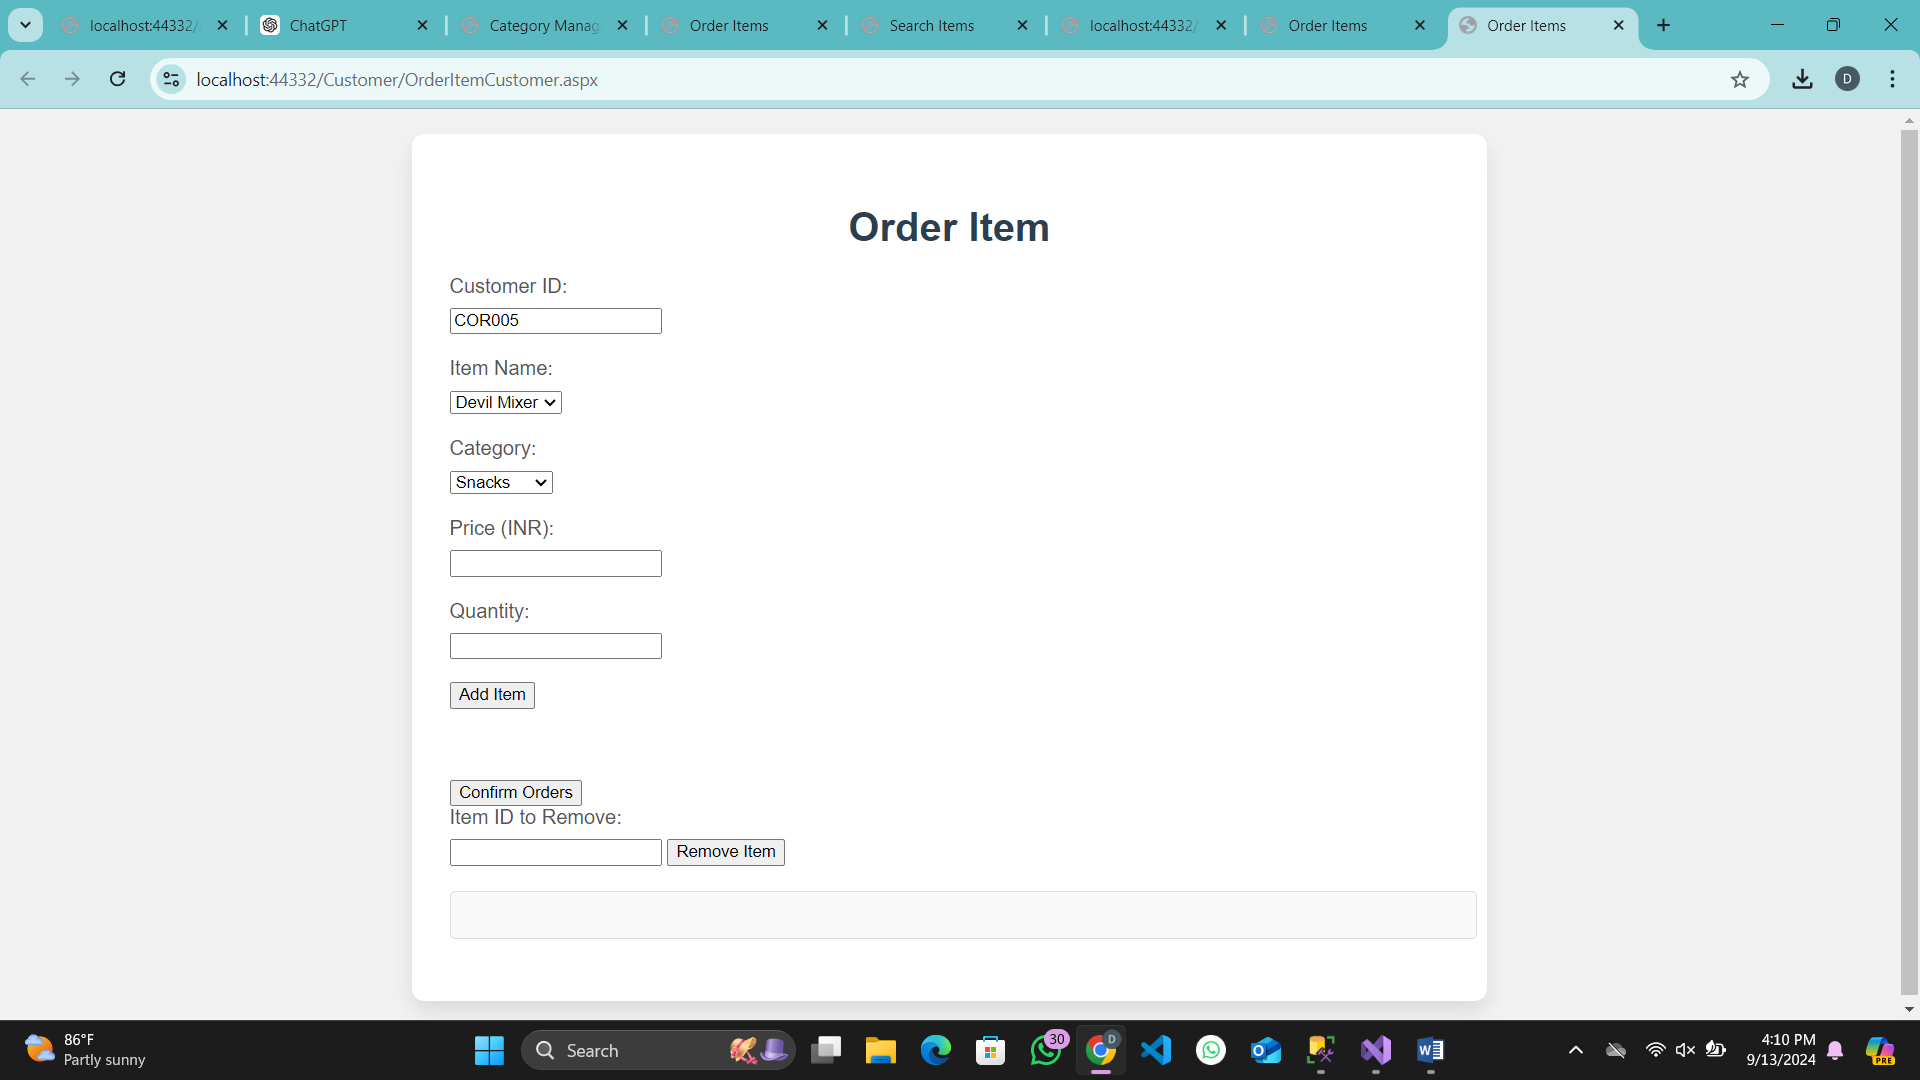 localhost:44332/
ChatGPT
Category Manag
Order Items
Search Items
localhost:44332/
Order Items
Order Items
localhost:44332/Customer/OrderItemCustomer.aspx
D
Order Item
Customer ID:
COR005
Item Name:
Devil Mixer
Category:
Snacks
Price (INR):
Quantity:
Add Item
Confirm Orders
Item ID to Remove:
Remove Item
86°F
Partly sunny
Search
30
D
4:10 PM
9/13/2024
PRE